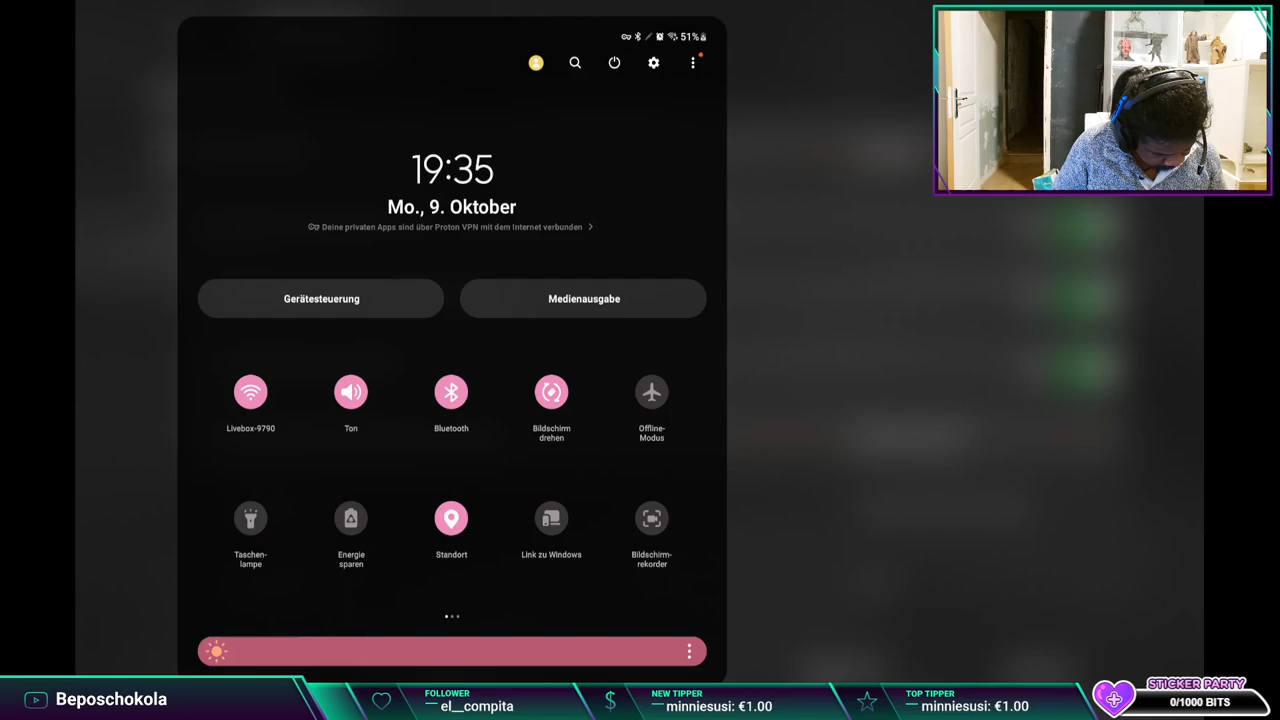 51%
19:35
Mo., 9. Oktober
Deine privaten Apps sind über Proton VPN mit dem Internet verbunden
Gerätesteuerung
Medienausgabe
Livebox-9790
Ton
Bluetooth
Bildschirm
drehen
Offline-
Modus
Taschen-
lampe
Energie
sparen
Standort
Link zu Windows
Bildschirm-
rekorder
Beposchokola
FOLLOWER
el__compita
NEW TIPPER
minniesusi: €1.00
TOP TIPPER
minniesusi: €1.00
STICKER PARTY
0/1000 BITS